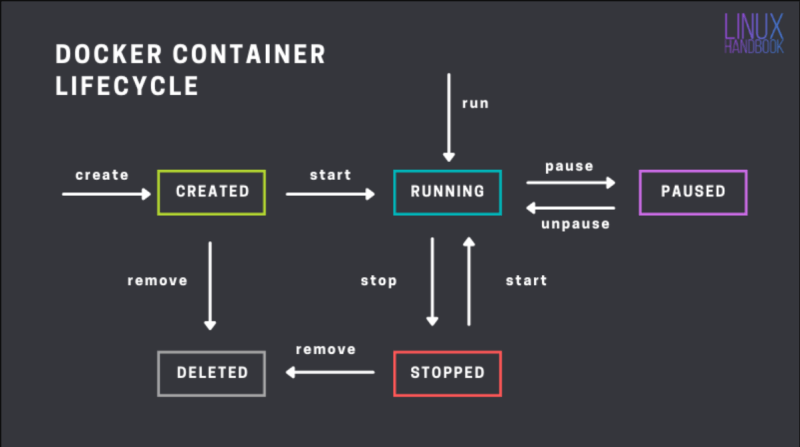 LINUX
HANDBOOK
DOCKER CONTAINER
LIFECYCLE
run
create
CREATED
start
RUNNING
pause
unpause
PAUSED
remove
stop
start
DELETED
remove
STOPPED